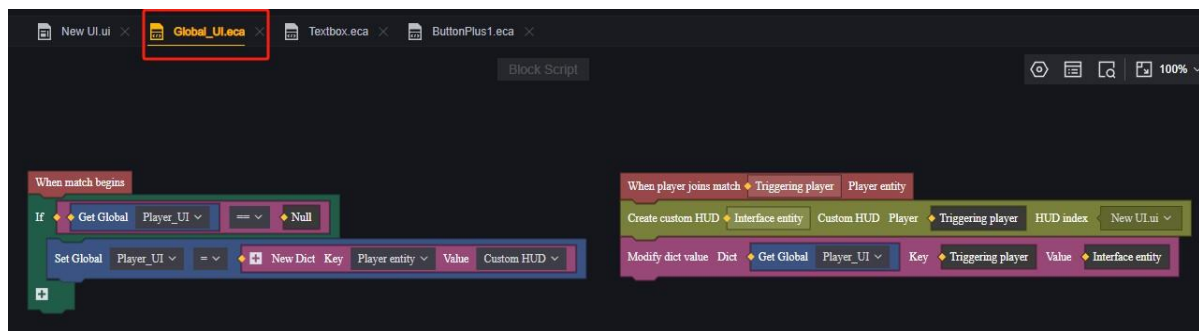 New UI.ui Global_UI.eca Textbox.eca ButtonPlus1.eca
Block Script
100%
When match begins
If Get Global Player_UI == Null
Set Global Player_UI = New Dict Key Player entity Value Custom HUD
When player joins match Triggering player Player entity
Create custom HUD Interface entity Custom HUD Player Triggering player HUD index New UI.ui
Modify dict value Dict Get Global Player_UI Key Triggering player Value Interface entity